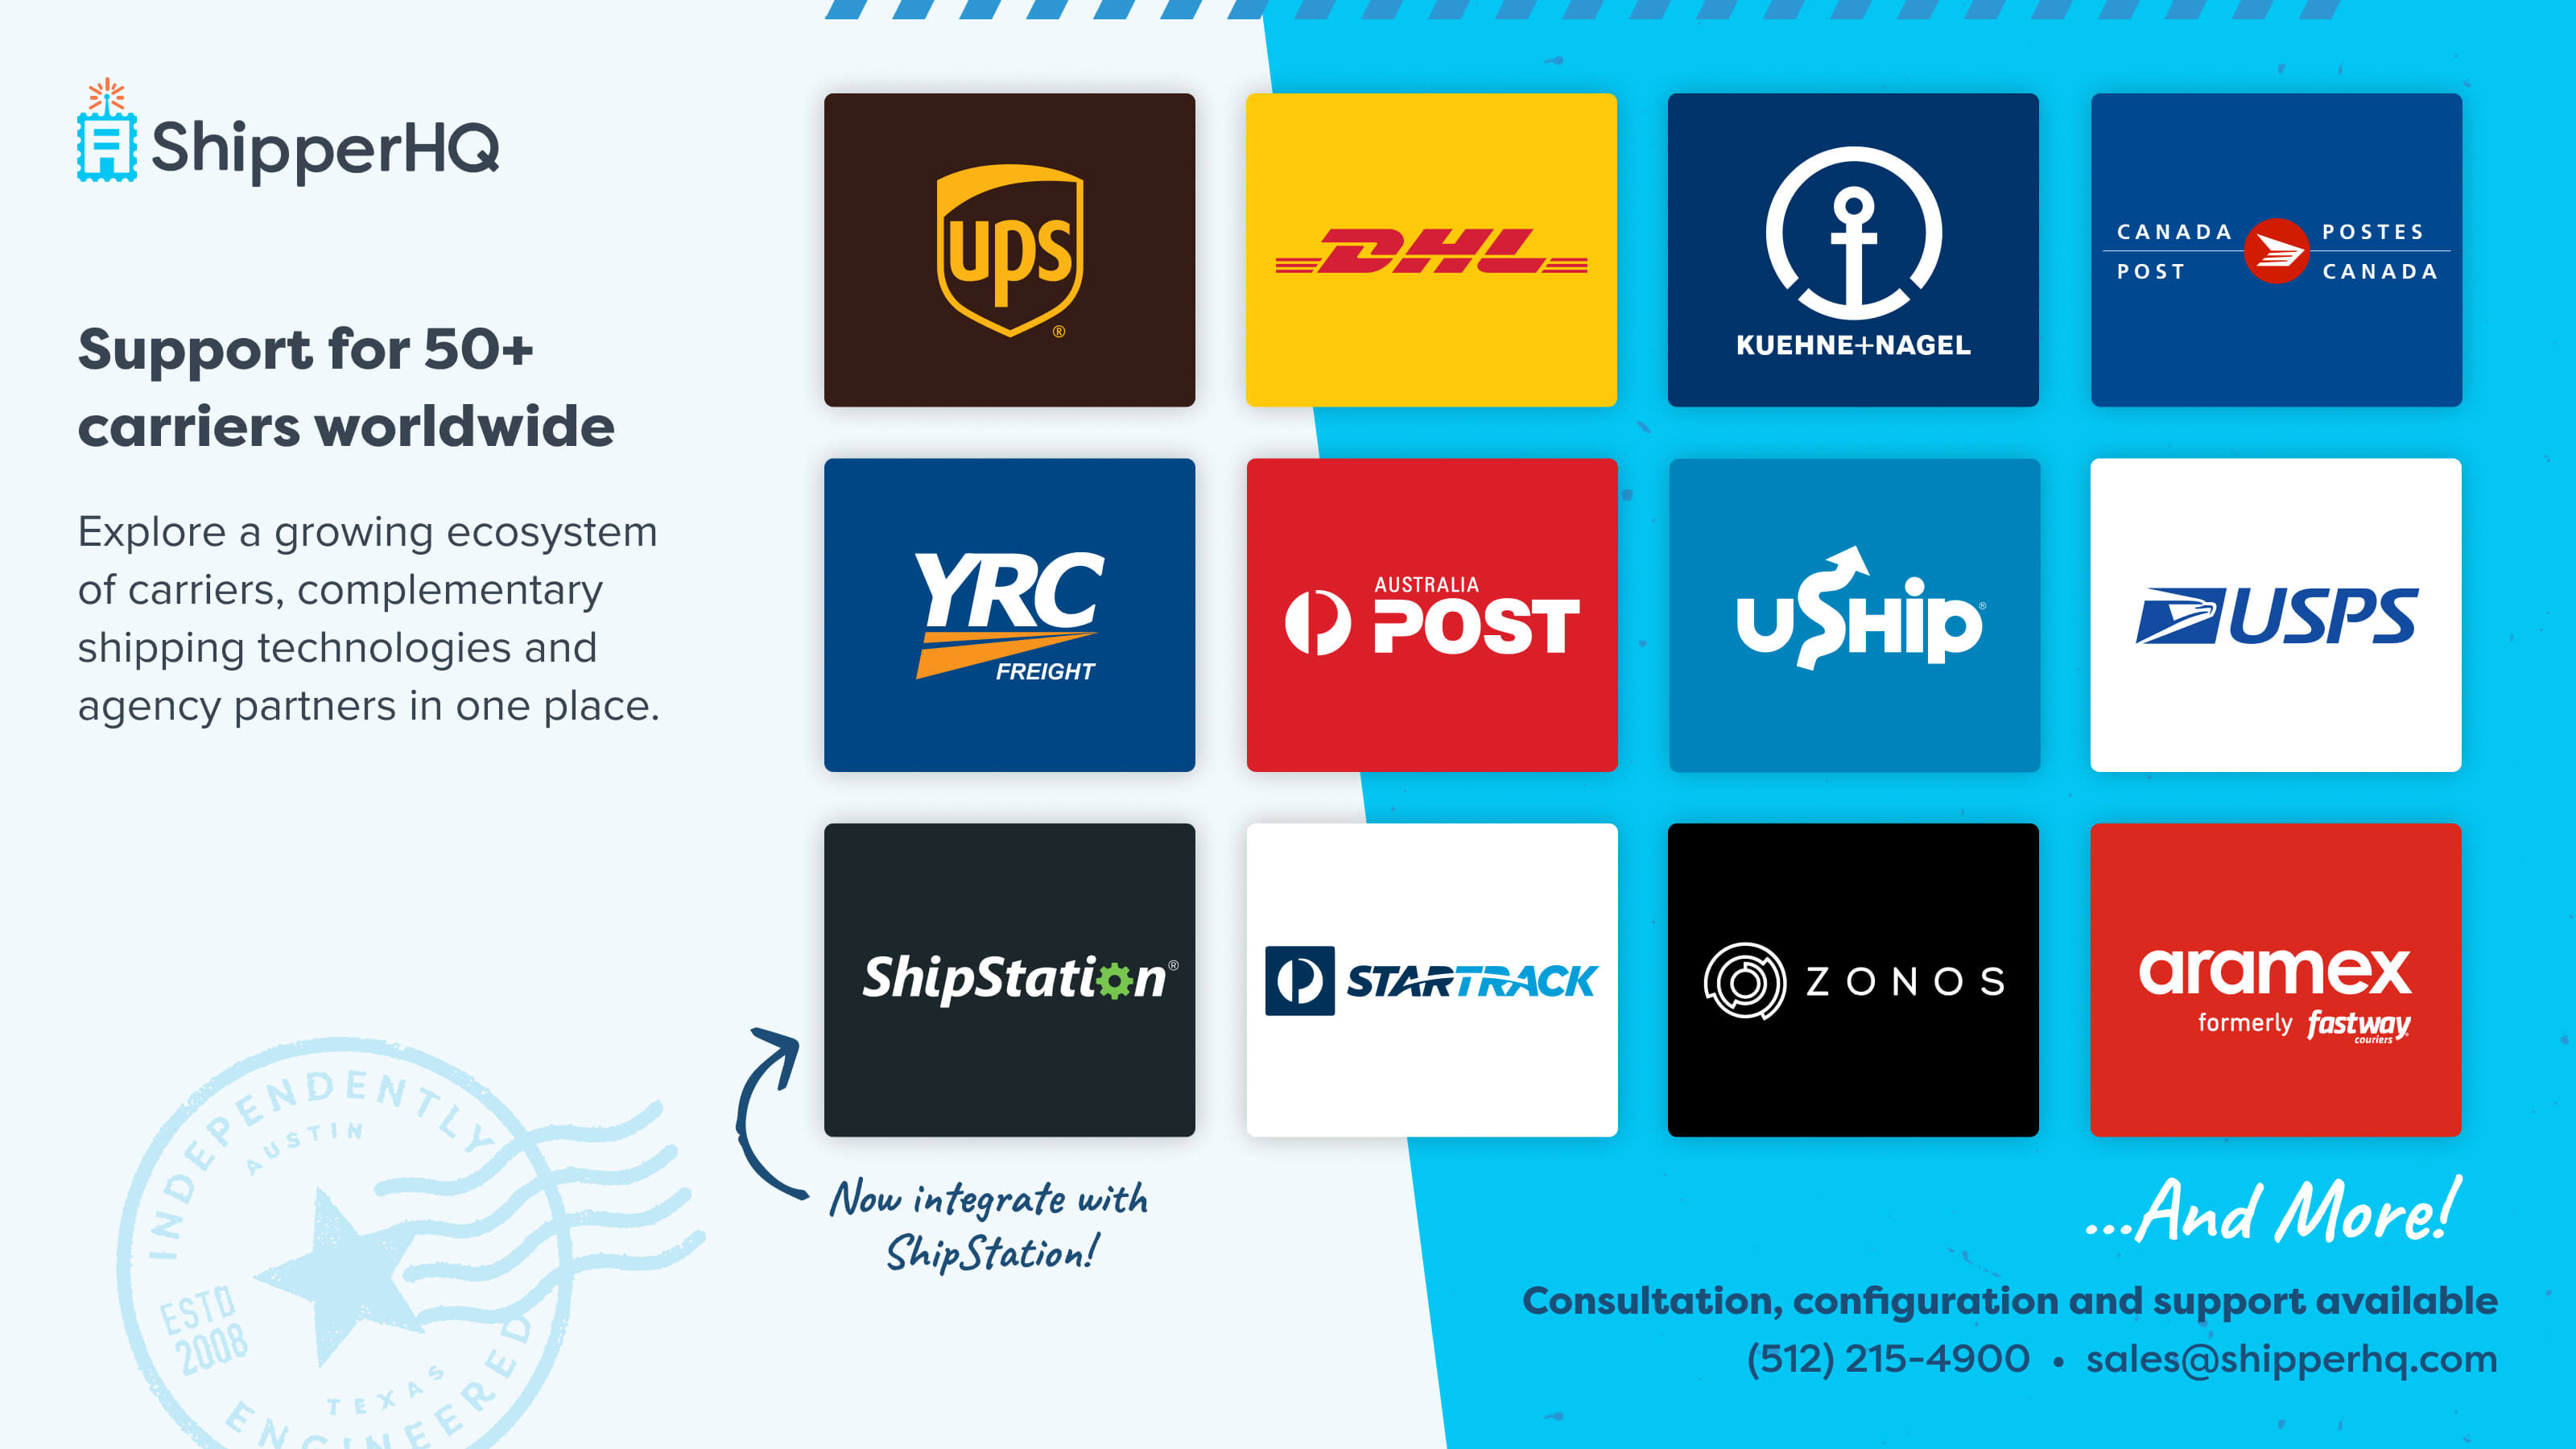 ShipperHQ
Support for 50+
carriers worldwide
Explore a growing ecosystem
of carriers, complementary
shipping technologies and
agency partners in one place.
INDEPENDENTLY
AUSTIN
ESTD
2008
TEXAS
ENGINEERED
ups
®
DHL
KUEHNE+NAGEL
CANADA POSTES
POST CANADA
YRC
FREIGHT
AUSTRALIA
POST
uShip®
USPS
ShipStation®
STARTRACK
ZONOS
aramex
formerly fastway
couriers
Now integrate with
ShipStation!
...And More!
Consultation, configuration and support available
(512) 215-4900 • sales@shipperhq.com